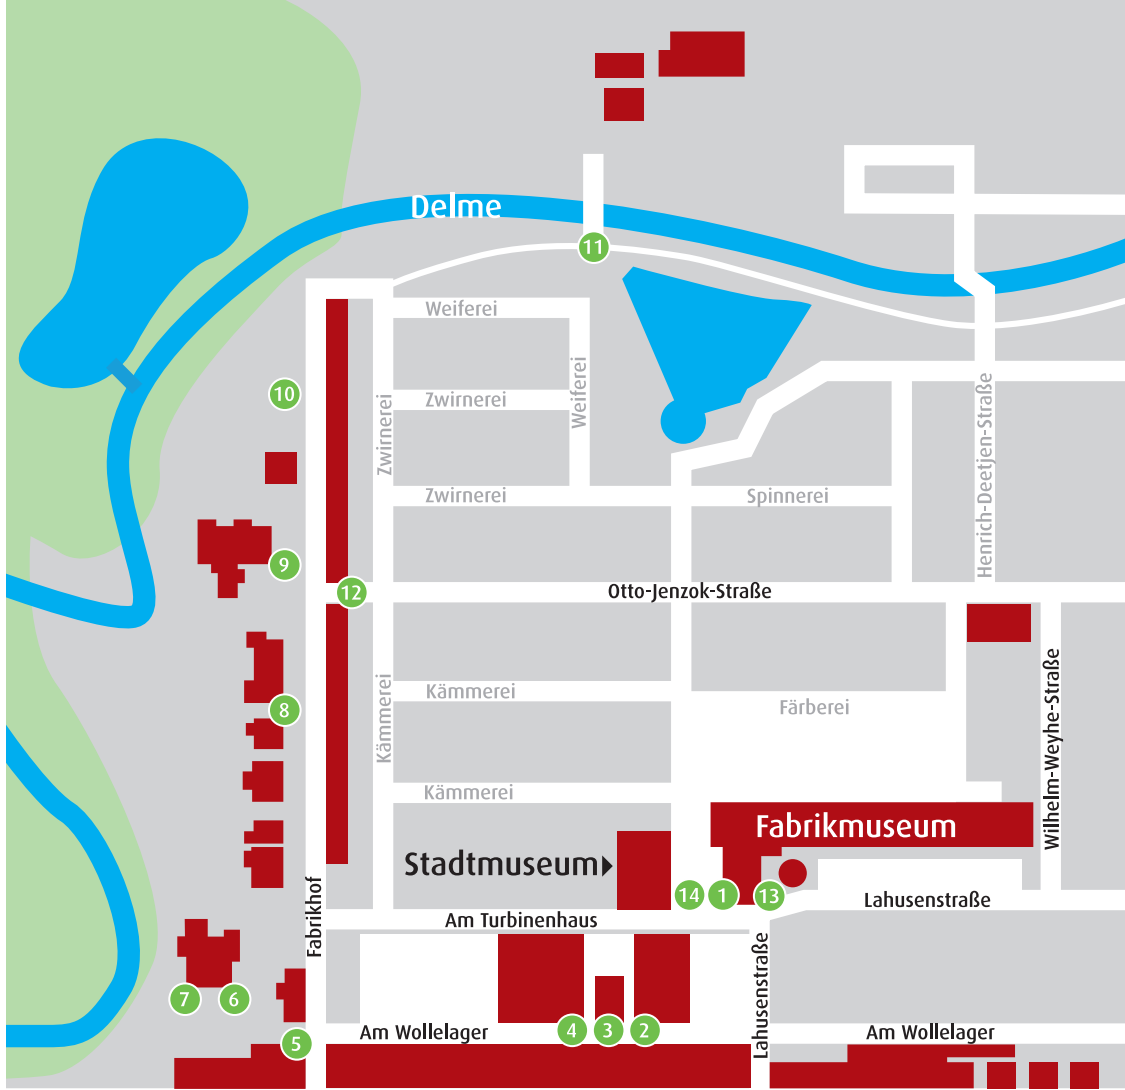 Delme
11
Weiferei
Weiferei
10
Zwirnerei
Zwirnerei
Henrich-Deetjen-Straße
Zwirnerei
Spinnerei
9
12
Otto-Jenzok-Straße
Kämmerei
Kämmerei
8
Färberei
Wilhelm-Weyhe-Straße
Kämmerei
Fabrikmuseum
Stadtmuseum
14
1
13
Lahusenstraße
Fabrikhof
Am Turbinenhaus
Lahusenstraße
7
6
5
Am Wollelager
4
3
2
Am Wollelager